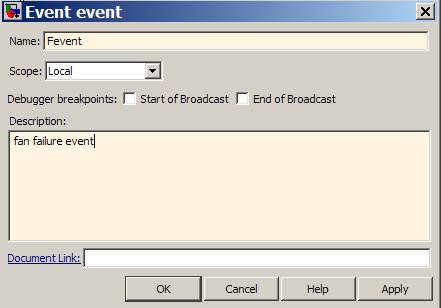 Event event
Name: Fevent
Scope: Local
Debugger breakpoints: Start of Broadcast End of Broadcast
Description:
fan failure event
Document Link:
OK Cancel Help Apply